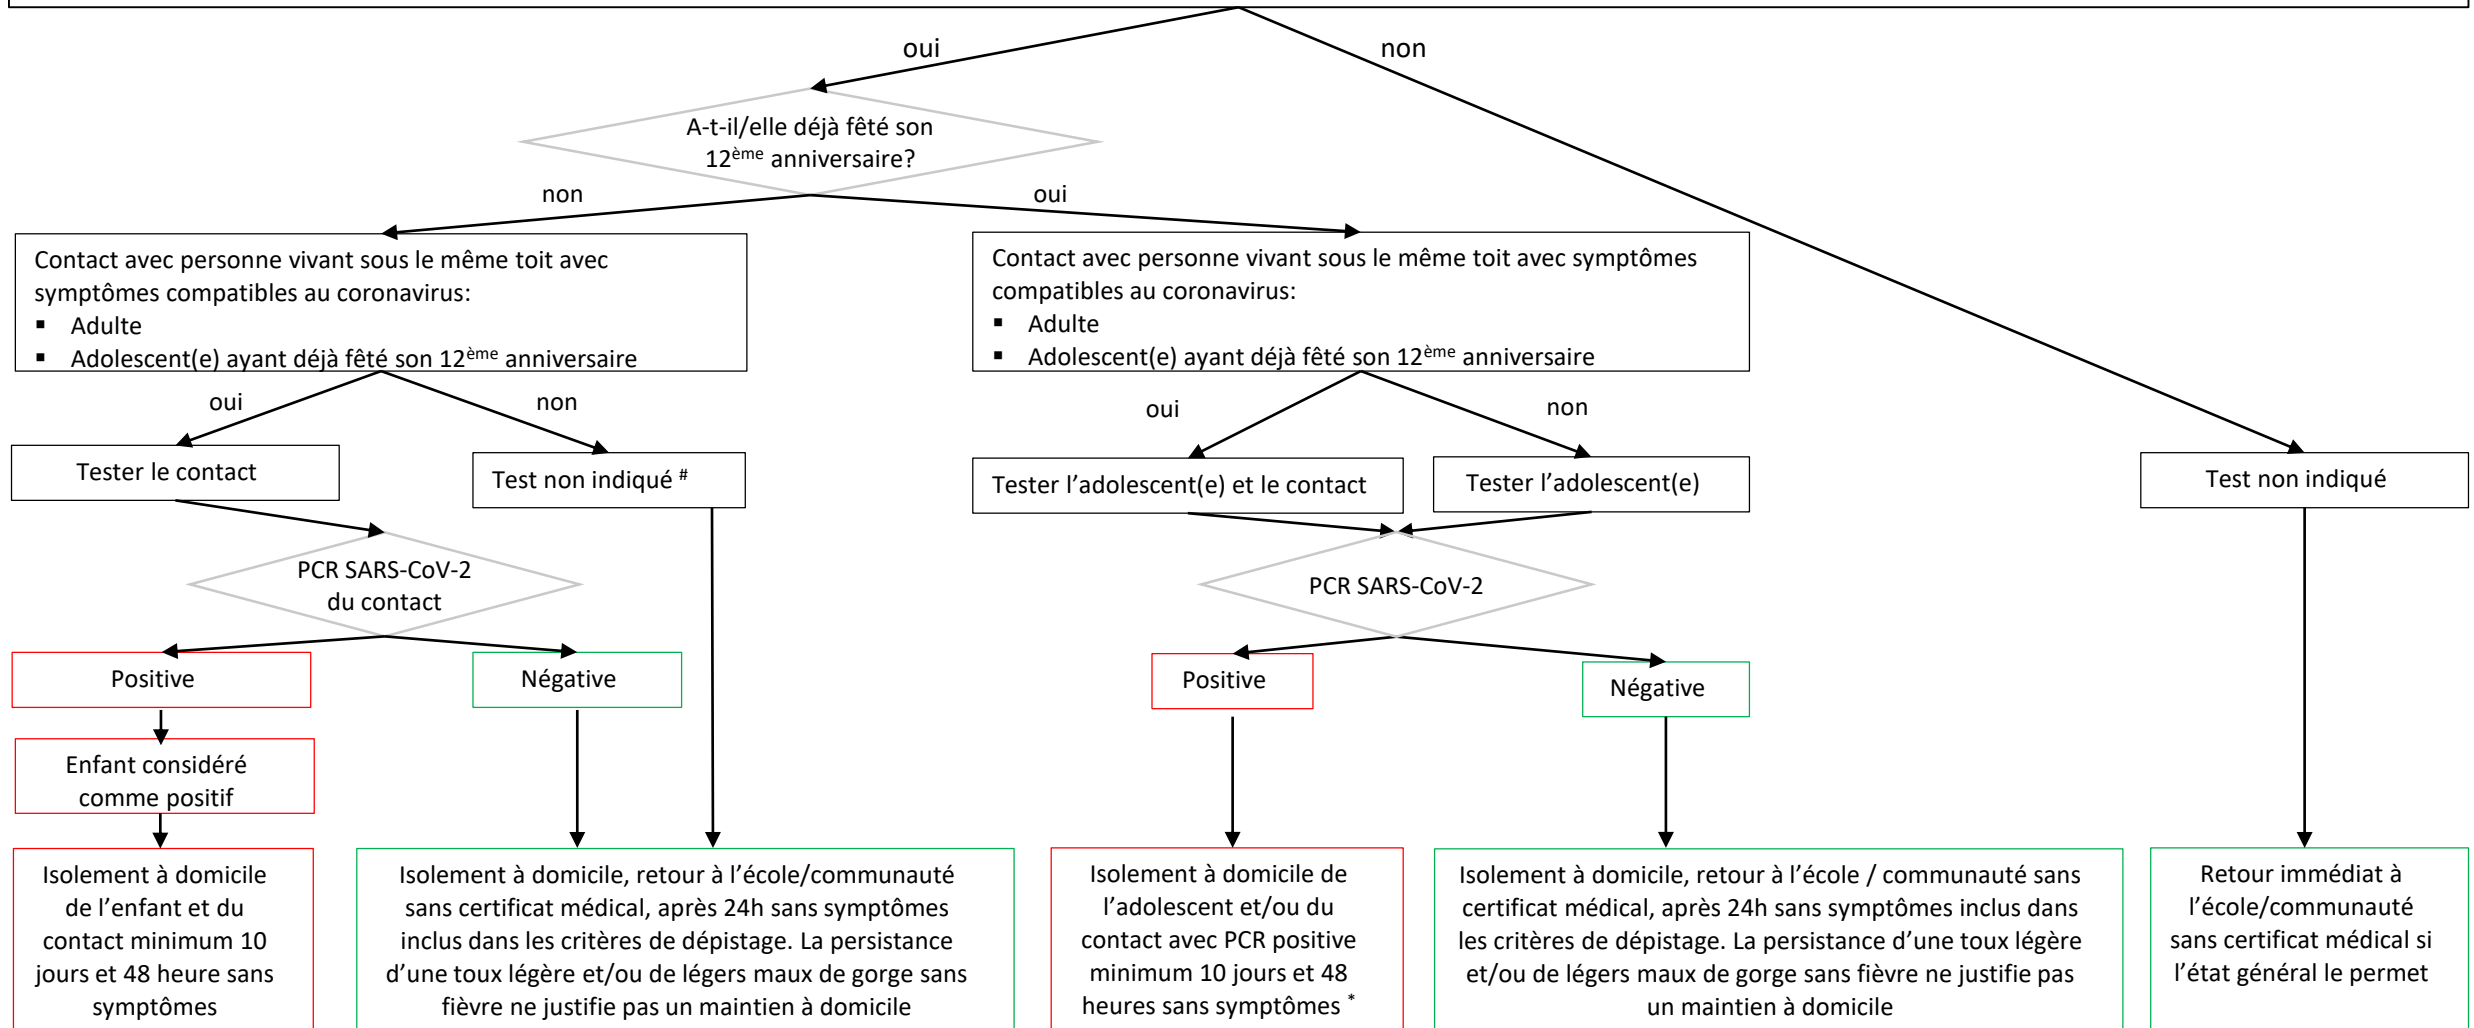 oui
non
A-t-il/elle déjà fêté son
12ème anniversaire?
non
oui
Contact avec personne vivant sous le même toit avec
symptômes compatibles au coronavirus:
▪ Adulte
▪ Adolescent(e) ayant déjà fêté son 12ème anniversaire
Contact avec personne vivant sous le même toit avec symptômes
compatibles au coronavirus:
▪ Adulte
▪ Adolescent(e) ayant déjà fêté son 12ème anniversaire
oui
non
oui
non
Tester le contact
Test non indiqué #
Tester l’adolescent(e) et le contact
Tester l’adolescent(e)
Test non indiqué
PCR SARS-CoV-2
du contact
PCR SARS-CoV-2
Positive
Négative
Positive
Négative
Enfant considéré
comme positif
Isolement à domicile
de l’enfant et du
contact minimum 10
jours et 48 heure sans
symptômes
Isolement à domicile, retour à l’école/communauté
sans certificat médical, après 24h sans symptômes
inclus dans les critères de dépistage. La persistance
d’une toux légère et/ou de légers maux de gorge sans
fièvre ne justifie pas un maintien à domicile
Isolement à domicile de
l’adolescent et/ou du
contact avec PCR positive
minimum 10 jours et 48
heures sans symptômes *
Isolement à domicile, retour à l’école / communauté sans
certificat médical, après 24h sans symptômes inclus dans
les critères de dépistage. La persistance d’une toux légère
et/ou de légers maux de gorge sans fièvre ne justifie pas
un maintien à domicile
Retour immédiat à
l’école/communauté
sans certificat médical si
l’état général le permet